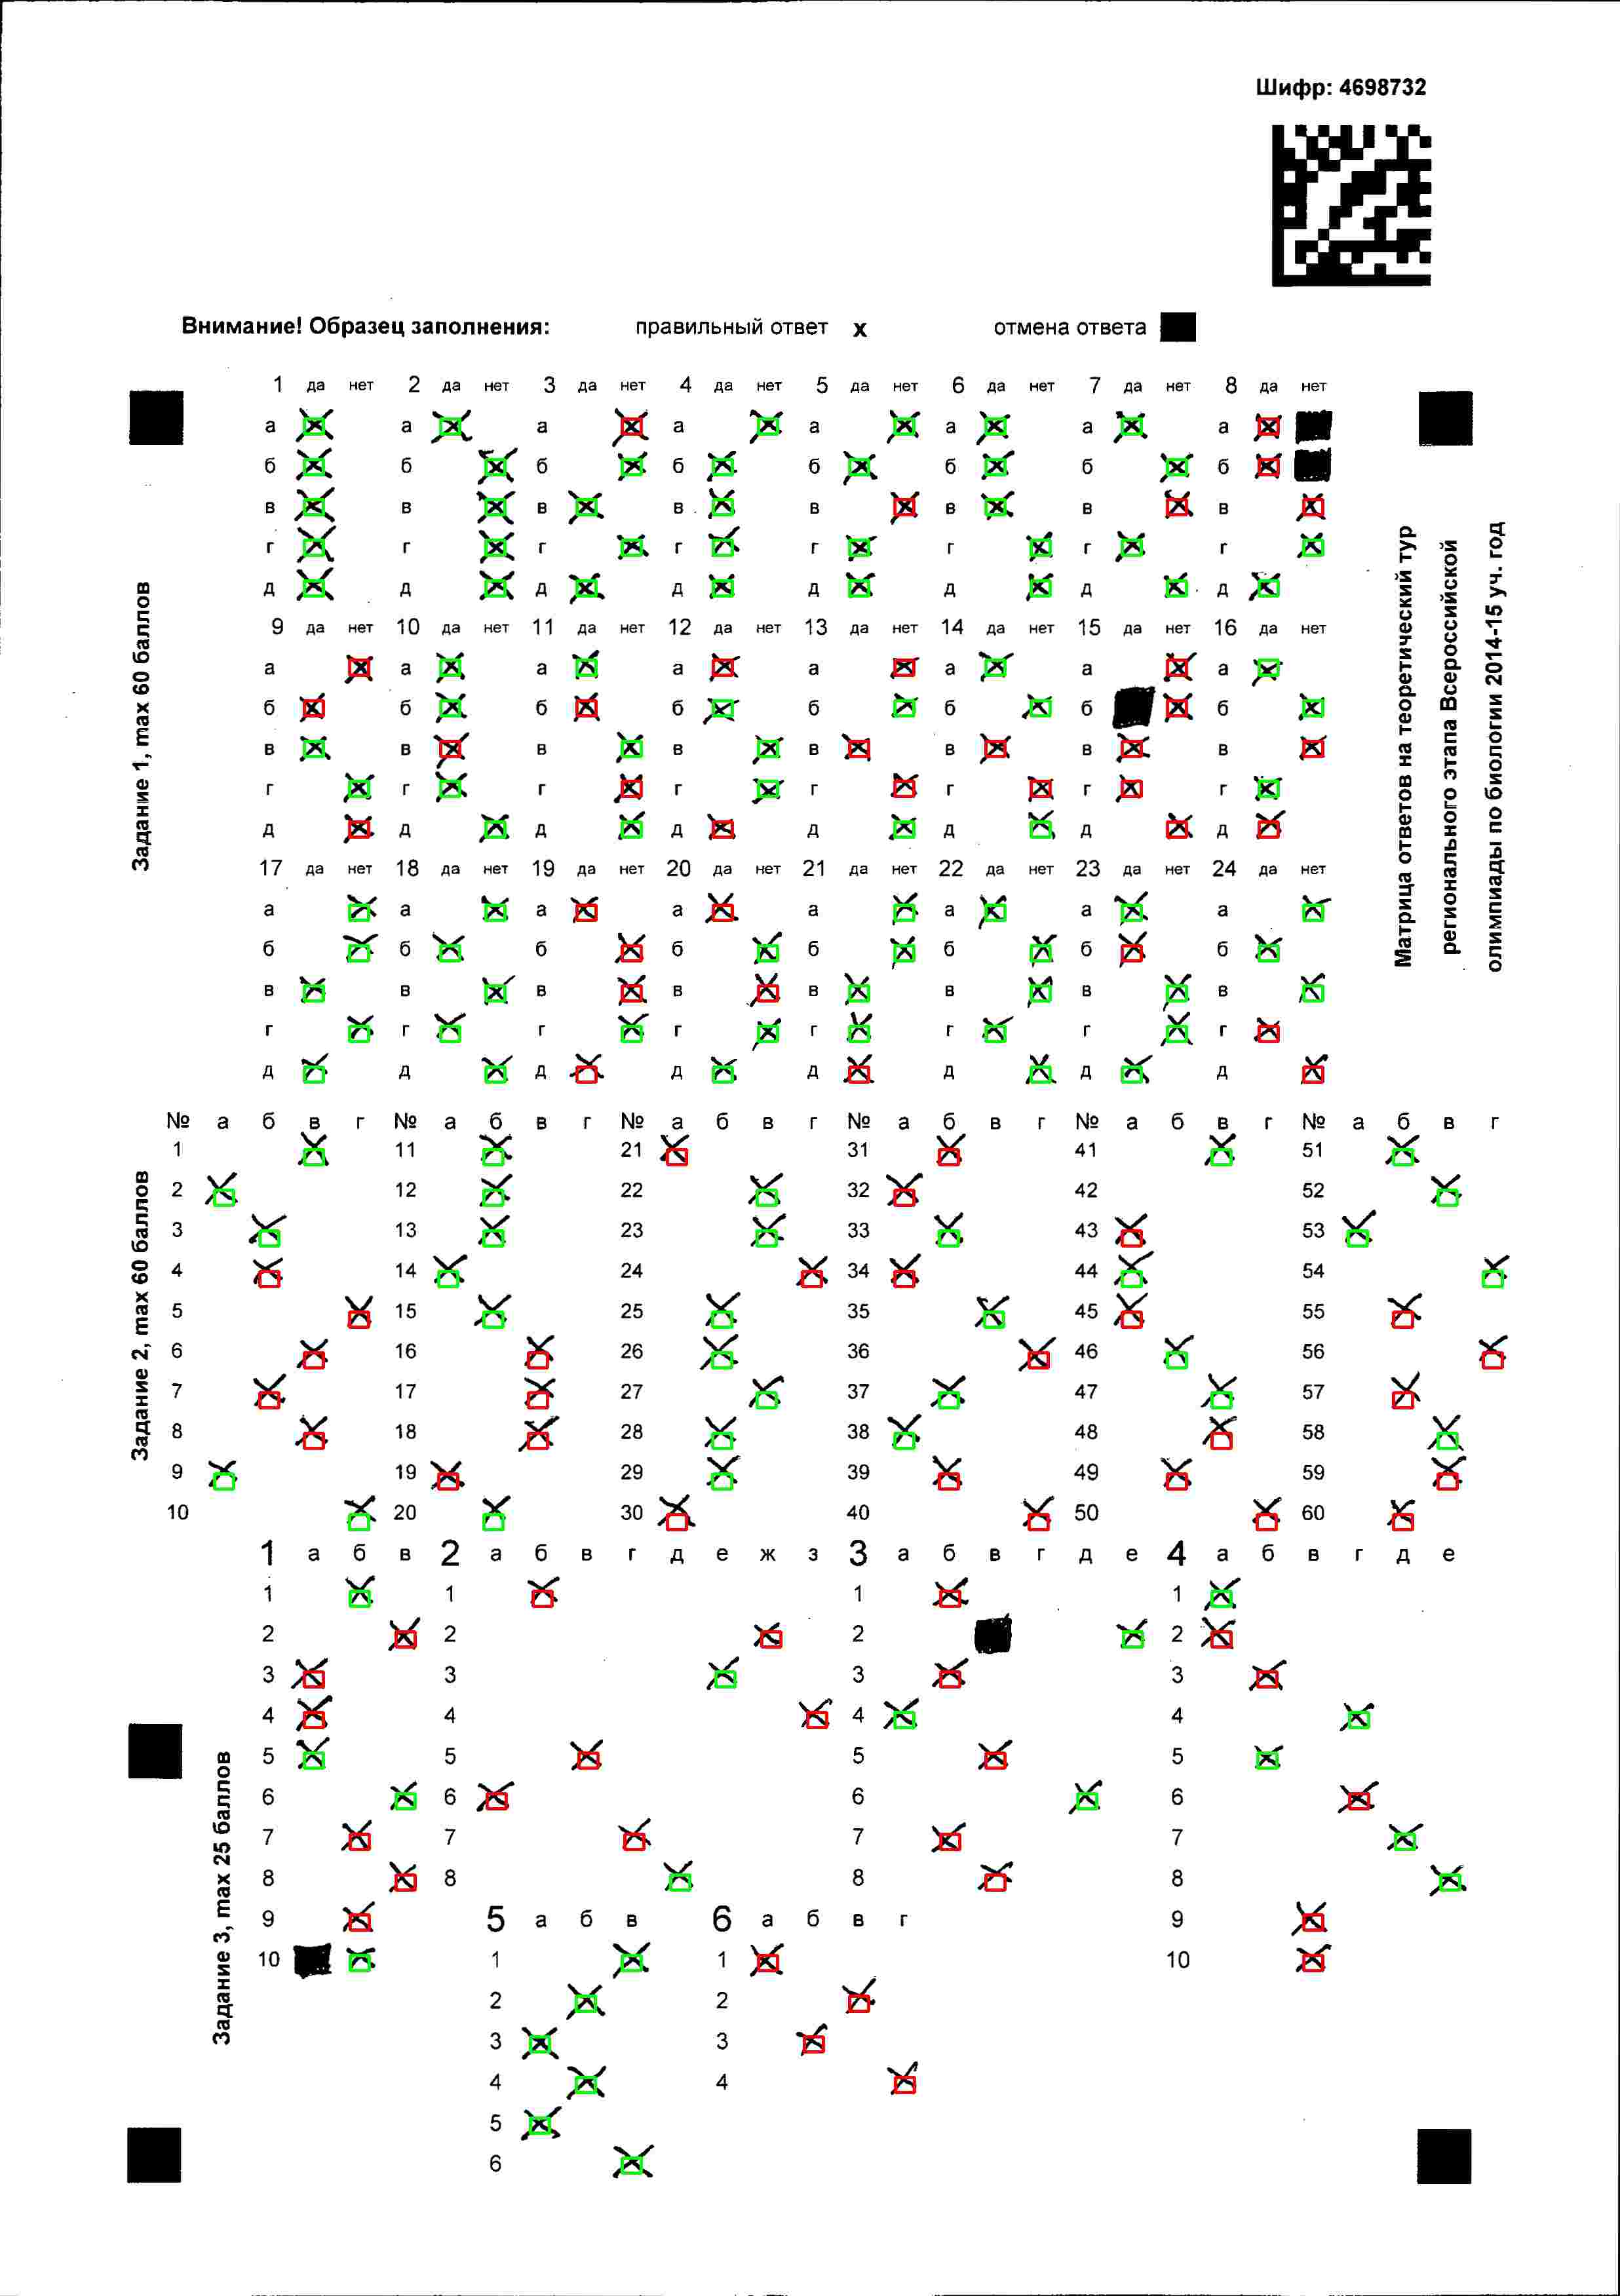 Шифр: 4698732
Внимание! Образец заполнения: правильный ответ х отмена ответа
Задание 1, max 60 баллов
1 да нет 2 да нет 3 да нет 4 да нет 5 да нет 6 да нет 7 да нет 8 да нет
а а а а а а а а
б б б б б б б б
в в в в в в в в
г г г г г г г г
д д д д д д д д
9 да нет 10 да нет 11 да нет 12 да нет 13 да нет 14 да нет 15 да нет 16 да нет
а а а а а а а а
б б б б б б б б
в в в в в в в в
г г г г г г г г
д д д д д д д д
17 да нет 18 да нет 19 да нет 20 да нет 21 да нет 22 да нет 23 да нет 24 да нет
а а а а а а а а
б б б б б б б б
в в в в в в в в
г г г г г г г г
д д д д д д д д
Матрица ответов на теоретический тур
регионального этапа Всероссийской
олимпиады по биологии 2014-15 уч. год
Задание 2, max 60 баллов
№ а б в г № а б в г № а б в г № а б в г № а б в г № а б в г
1 11 21 31 41 51
2 12 22 32 42 52
3 13 23 33 43 53
4 14 24 34 44 54
5 15 25 35 45 55
6 16 26 36 46 56
7 17 27 37 47 57
8 18 28 38 48 58
9 19 29 39 49 59
10 20 30 40 50 60
Задание 3, max 25 баллов
1 а б в 2 а б в г д е ж з 3 а б в г д е 4 а б в г д е
1 1 1 1
2 2 2 2
3 3 3 3
4 4 4 4
5 5 5 5
6 6 6 6
7 7 7 7
8 8 8 8
9 5 а б в 6 а б в г 9
10 1 1 10
2 2
3 3
4 4
5
6